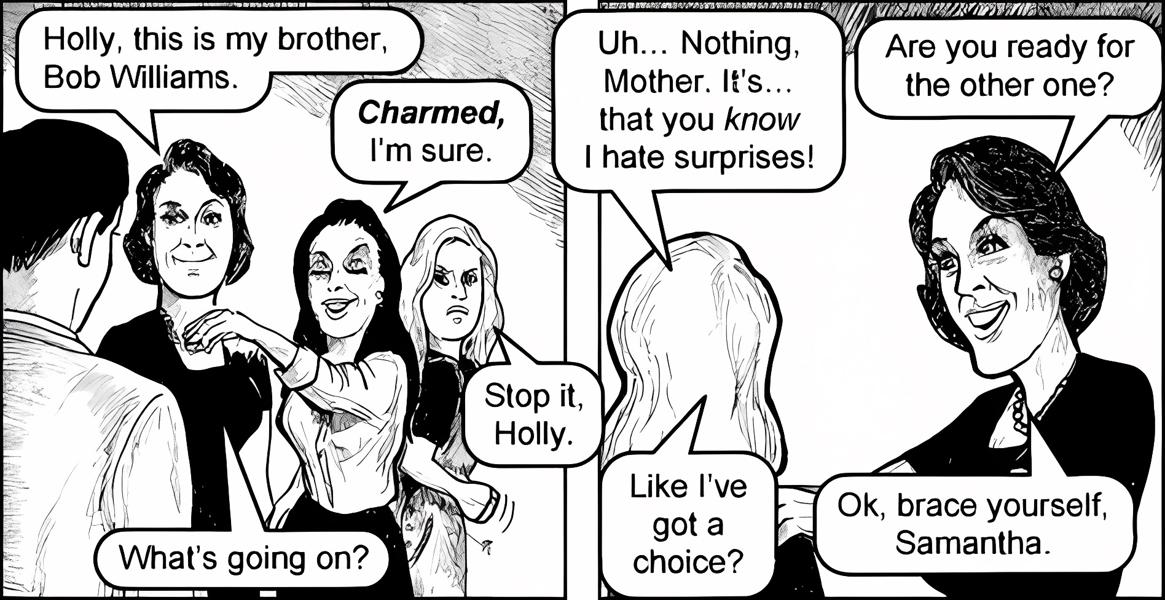 Holly, this is my brother,
Bob Williams.
Charmed,
I'm sure.
Stop it,
Holly.
What's going on?
Uh... Nothing,
Mother. It's...
that you know
I hate surprises!
Are you ready for
the other one?
Like I've
got a
choice?
Ok, brace yourself,
Samantha.